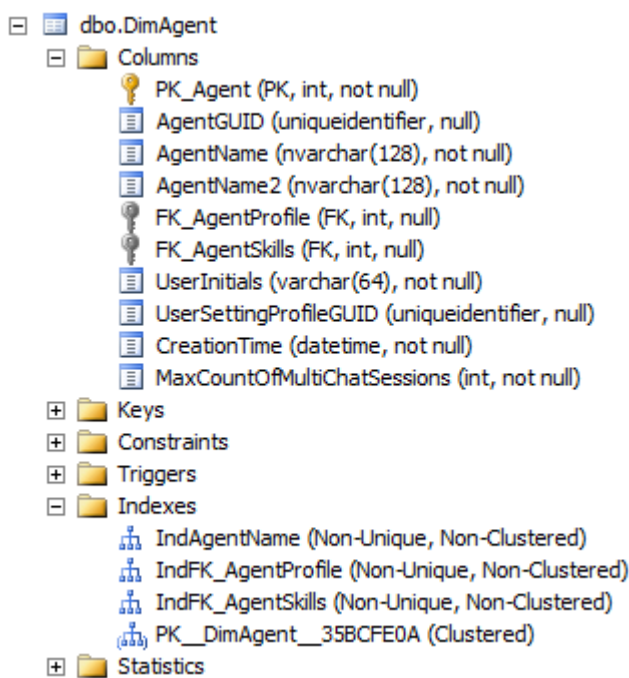 dbo.DimAgent
Columns
PK_Agent (PK, int, not null)
AgentGUID (uniqueidentifier, null)
AgentName (nvarchar(128), not null)
AgentName2 (nvarchar(128), not null)
FK_AgentProfile (FK, int, null)
FK_AgentSkills (FK, int, null)
UserInitials (varchar(64), not null)
UserSettingProfileGUID (uniqueidentifier, null)
CreationTime (datetime, not null)
MaxCountOfMultiChatSessions (int, not null)
Keys
Constraints
Triggers
Indexes
IndAgentName (Non-Unique, Non-Clustered)
IndFK_AgentProfile (Non-Unique, Non-Clustered)
IndFK_AgentSkills (Non-Unique, Non-Clustered)
PK__DimAgent__35BCFE0A (Clustered)
Statistics